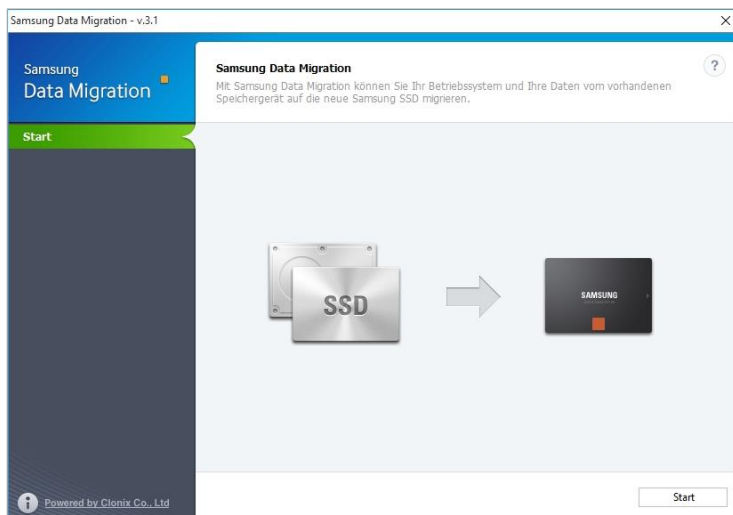 Samsung Data Migration - v.3.1
Samsung
Data Migration
Start
Samsung Data Migration
Mit Samsung Data Migration können Sie Ihr Betriebssystem und Ihre Daten vom vorhandenen
Speichergerät auf die neue Samsung SSD migrieren.
?
SSD
SAMSUNG
i
Powered by Clonix Co., Ltd
Start